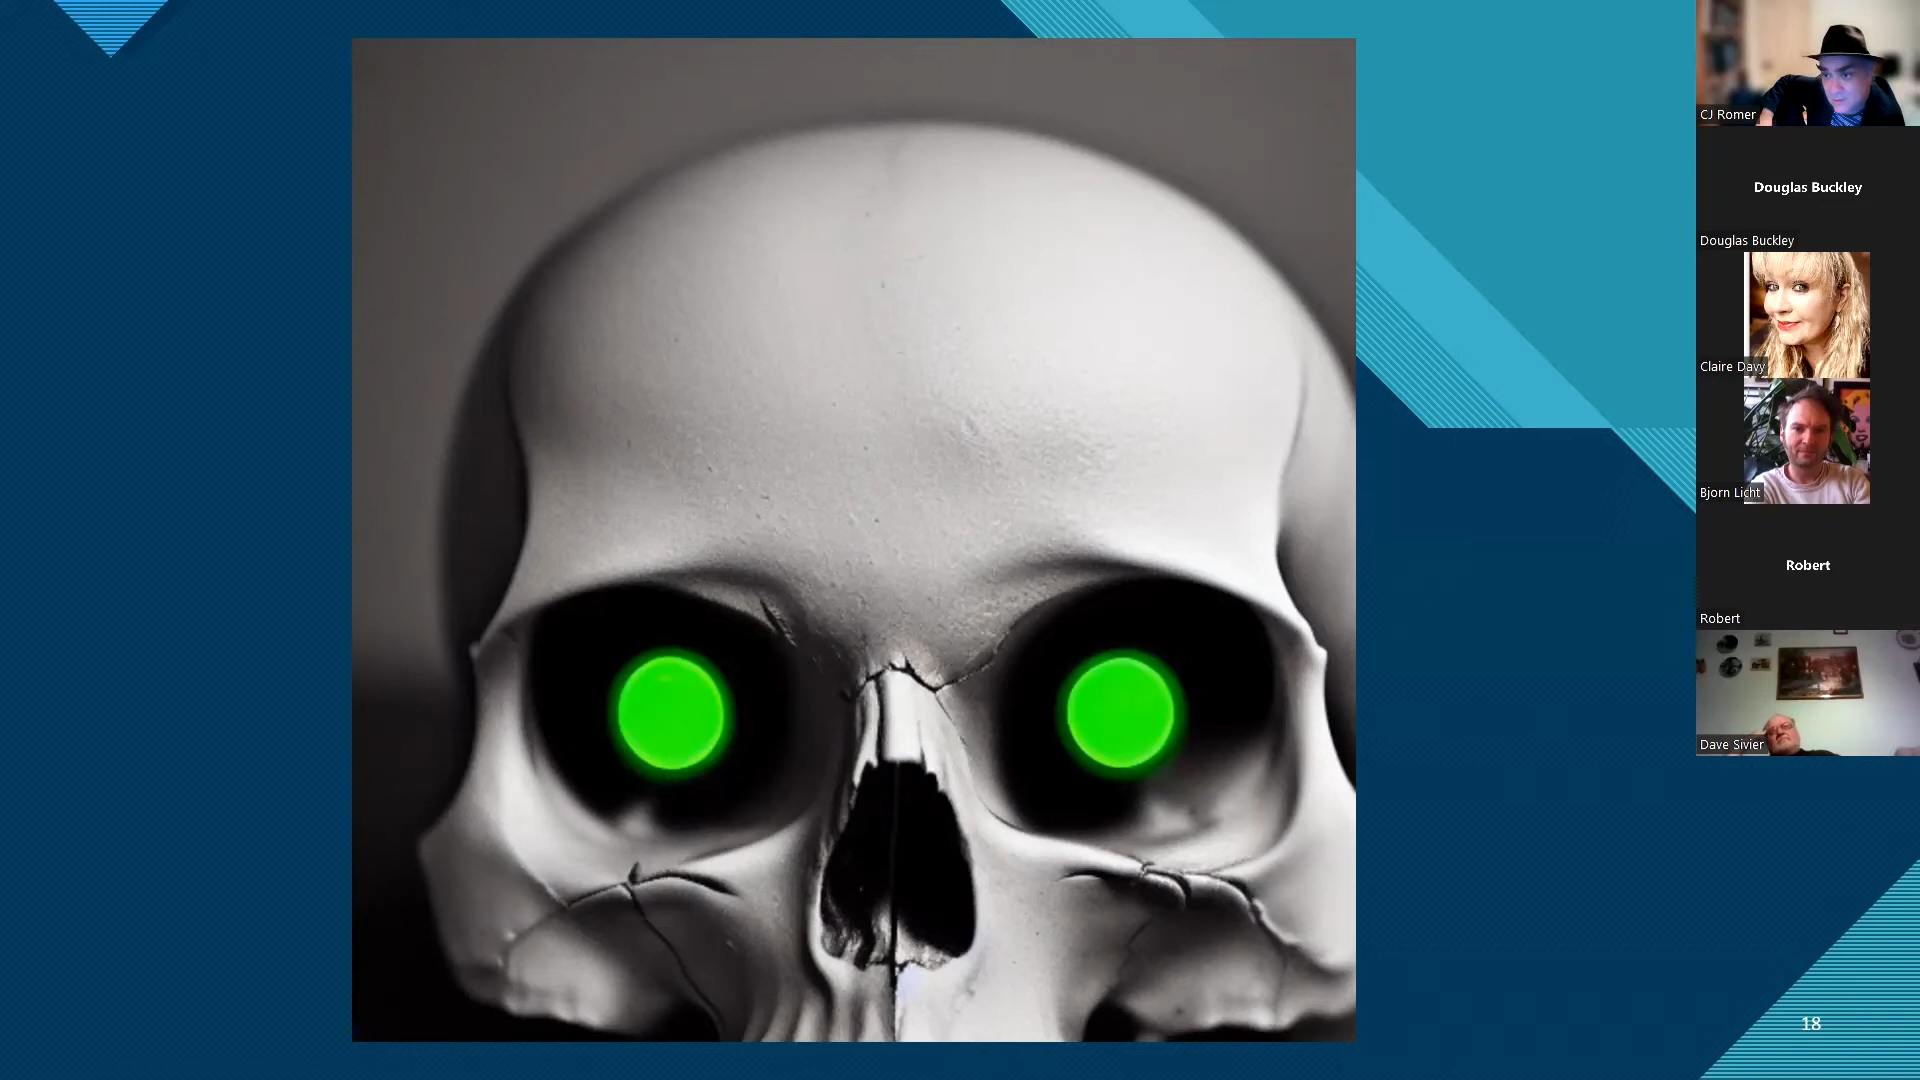 CJ Romer
Douglas Buckley
Douglas Buckley
Claire Davy
Bjorn Licht
Robert
Robert
Dave Sivier
18